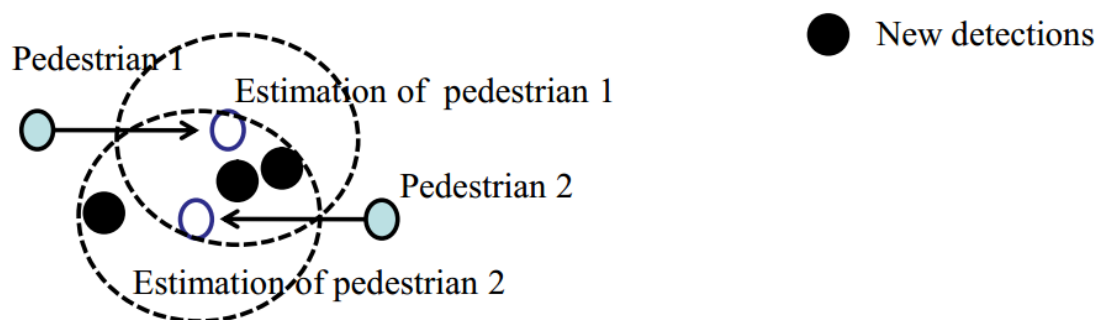 New detections
Pedestrian 1
Estimation of pedestrian 1
Pedestrian 2
Estimation of pedestrian 2